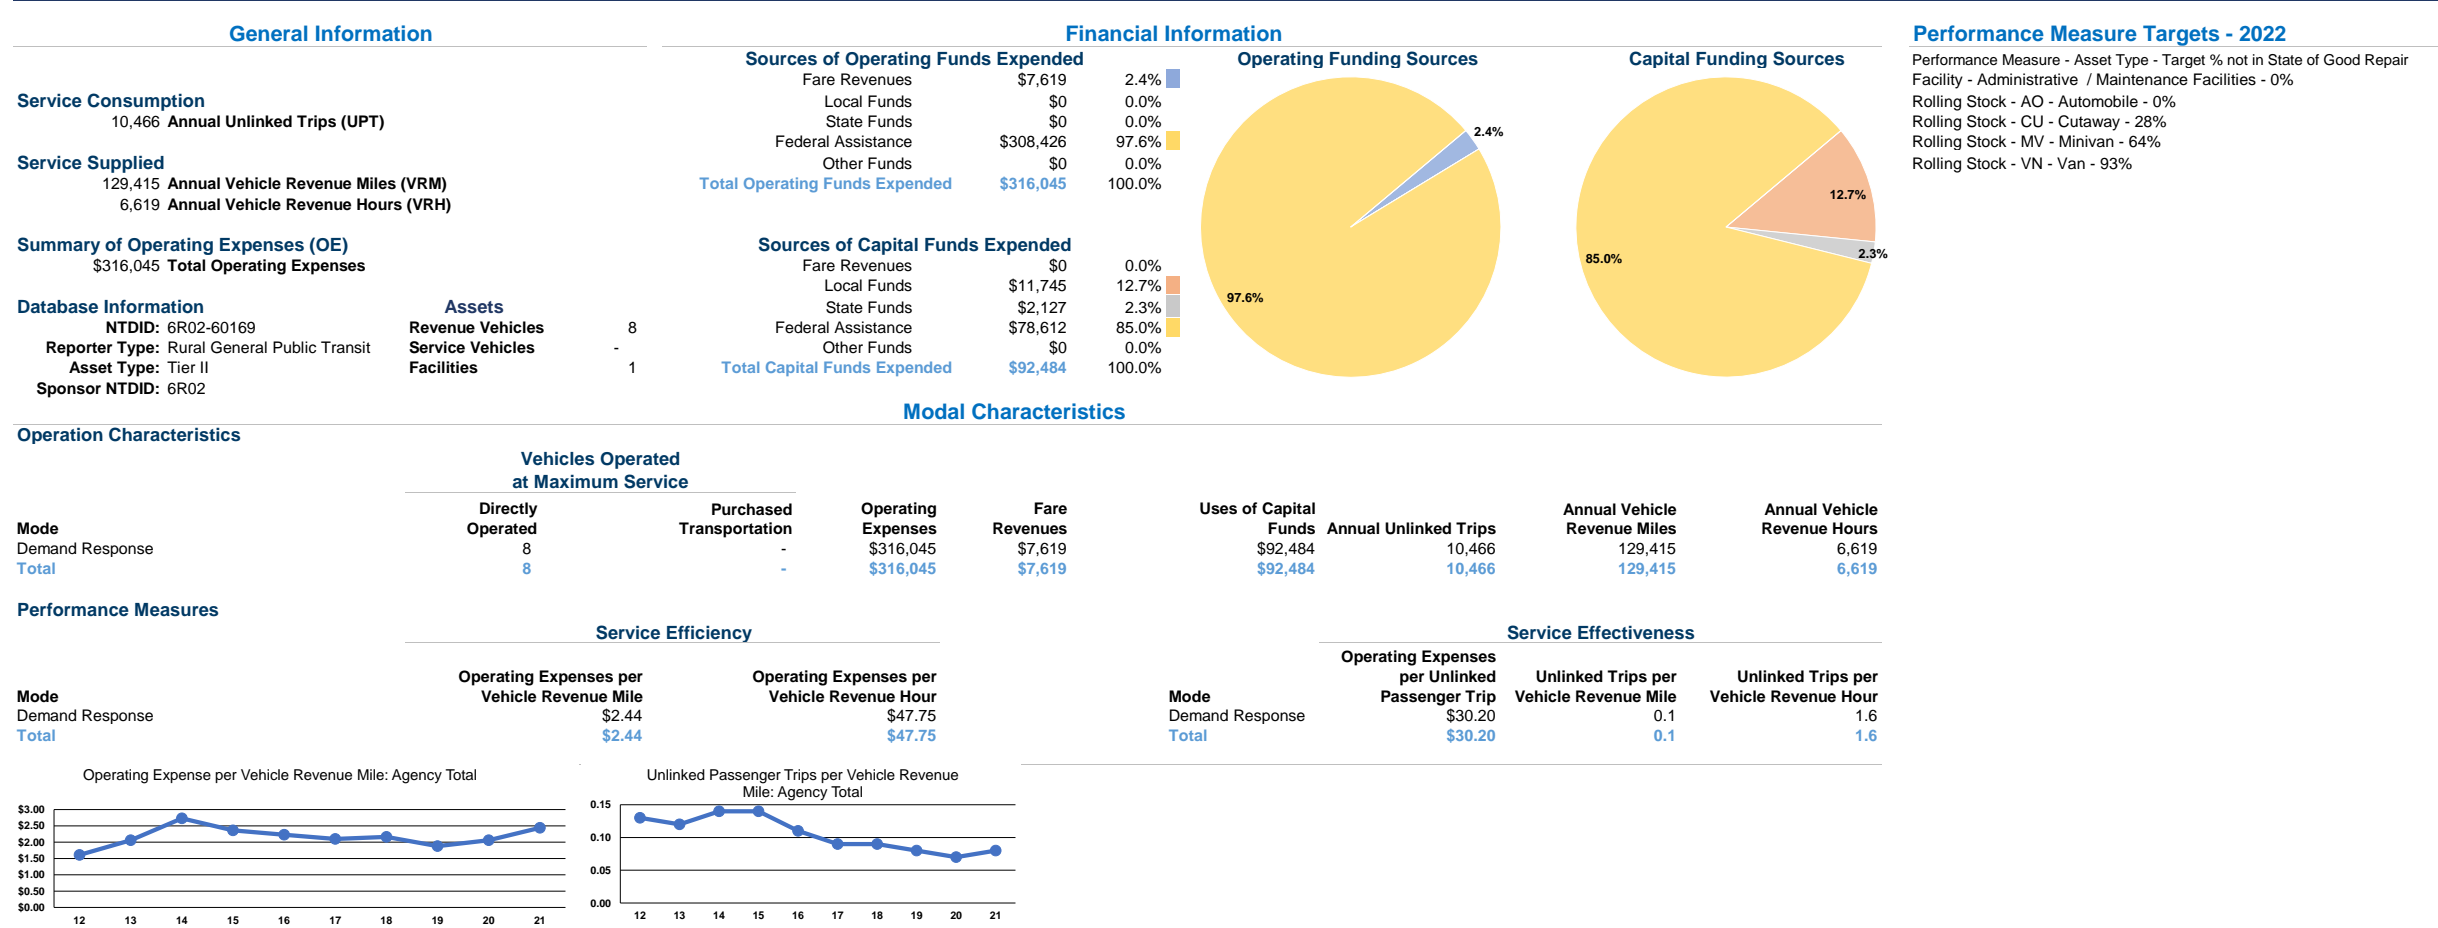 General Information
Service Consumption
10,466 Annual Unlinked Trips (UPT)
Service Supplied
129,415 Annual Vehicle Revenue Miles (VRM)
6,619 Annual Vehicle Revenue Hours (VRH)
Summary of Operating Expenses (OE)
$316,045 Total Operating Expenses
Database Information
NTDID: 6R02-60169
Reporter Type: Rural General Public Transit
Asset Type: Tier II
Sponsor NTDID: 6R02
Assets
Revenue Vehicles 8
Service Vehicles -
Facilities 1
Financial Information
Sources of Operating Funds Expended
Fare Revenues $7,619 2.4%
Local Funds $0 0.0%
State Funds $0 0.0%
Federal Assistance $308,426 97.6%
Other Funds $0 0.0%
Total Operating Funds Expended $316,045 100.0%
Sources of Capital Funds Expended
Fare Revenues $0 0.0%
Local Funds $11,745 12.7%
State Funds $2,127 2.3%
Federal Assistance $78,612 85.0%
Other Funds $0 0.0%
Total Capital Funds Expended $92,484 100.0%
Operating Funding Sources
2.4%
97.6%
Capital Funding Sources
12.7%
2.3%
85.0%
Performance Measure Targets - 2022
Performance Measure - Asset Type - Target % not in State of Good Repair
Facility - Administrative / Maintenance Facilities - 0%
Rolling Stock - AO - Automobile - 0%
Rolling Stock - CU - Cutaway - 28%
Rolling Stock - MV - Minivan - 64%
Rolling Stock - VN - Van - 93%
Modal Characteristics
Operation Characteristics
Vehicles Operated
at Maximum Service
Directly Purchased Operating Fare Uses of Capital Annual Vehicle Annual Vehicle
Mode Operated Transportation Expenses Revenues Funds Annual Unlinked Trips Revenue Miles Revenue Hours
Demand Response 8 - $316,045 $7,619 $92,484 10,466 129,415 6,619
Total 8 - $316,045 $7,619 $92,484 10,466 129,415 6,619
Performance Measures
Service Efficiency
Operating Expenses per Operating Expenses per
Mode Vehicle Revenue Mile Vehicle Revenue Hour
Demand Response $2.44 $47.75
Total $2.44 $47.75
Service Effectiveness
Operating Expenses
per Unlinked Unlinked Trips per Unlinked Trips per
Mode Passenger Trip Vehicle Revenue Mile Vehicle Revenue Hour
Demand Response $30.20 0.1 1.6
Total $30.20 0.1 1.6
Operating Expense per Vehicle Revenue Mile: Agency Total
$3.00
$2.50
$2.00
$1.50
$1.00
$0.50
$0.00
12 13 14 15 16 17 18 19 20 21
Unlinked Passenger Trips per Vehicle Revenue
Mile: Agency Total
0.15
0.10
0.05
0.00
12 13 14 15 16 17 18 19 20 21